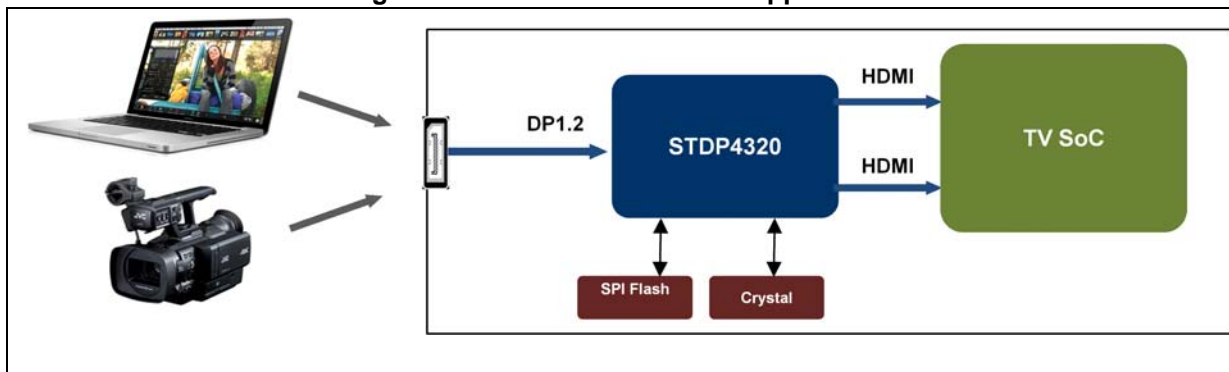 HDMI
DP1.2
STDP4320
TV SoC
HDMI
SPI Flash
Crystal